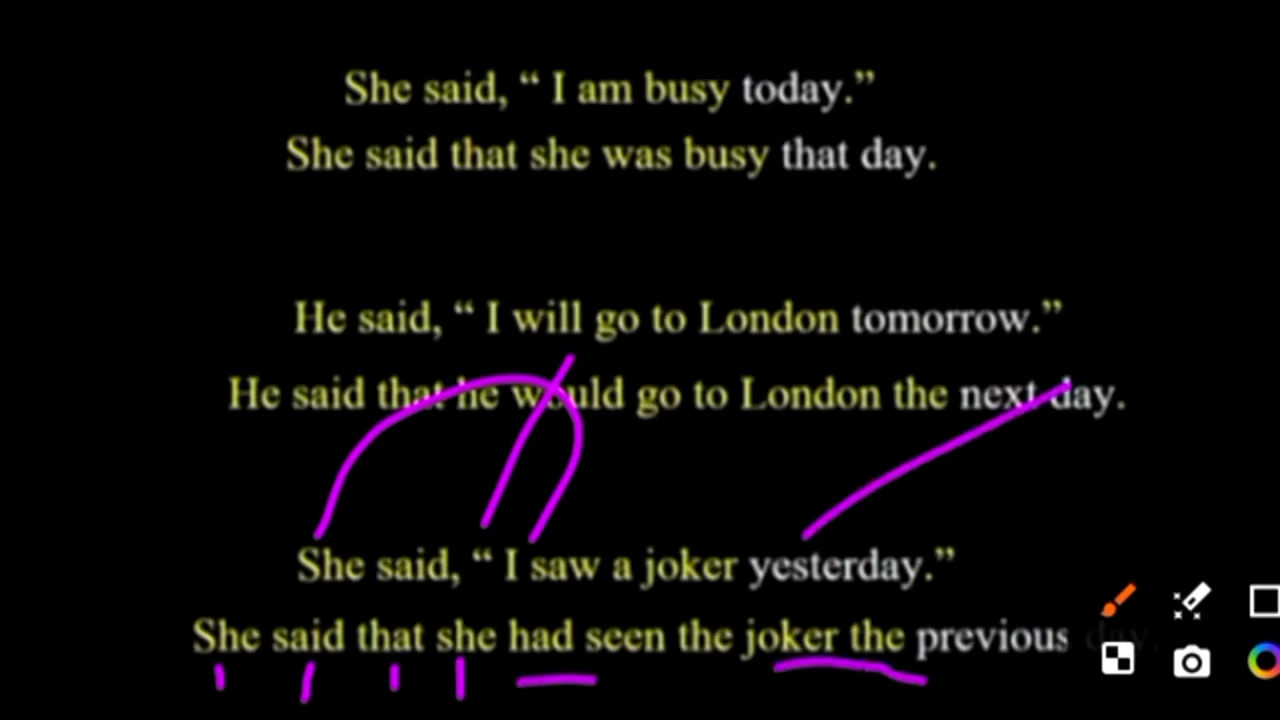 She said, “ I am busy today.”
She said that she was busy that day.
He said, “ I will go to London tomorrow.”
He said that he would go to London the next day.
She said, “ I saw a joker yesterday.”
She said that she had seen the joker the previous day.